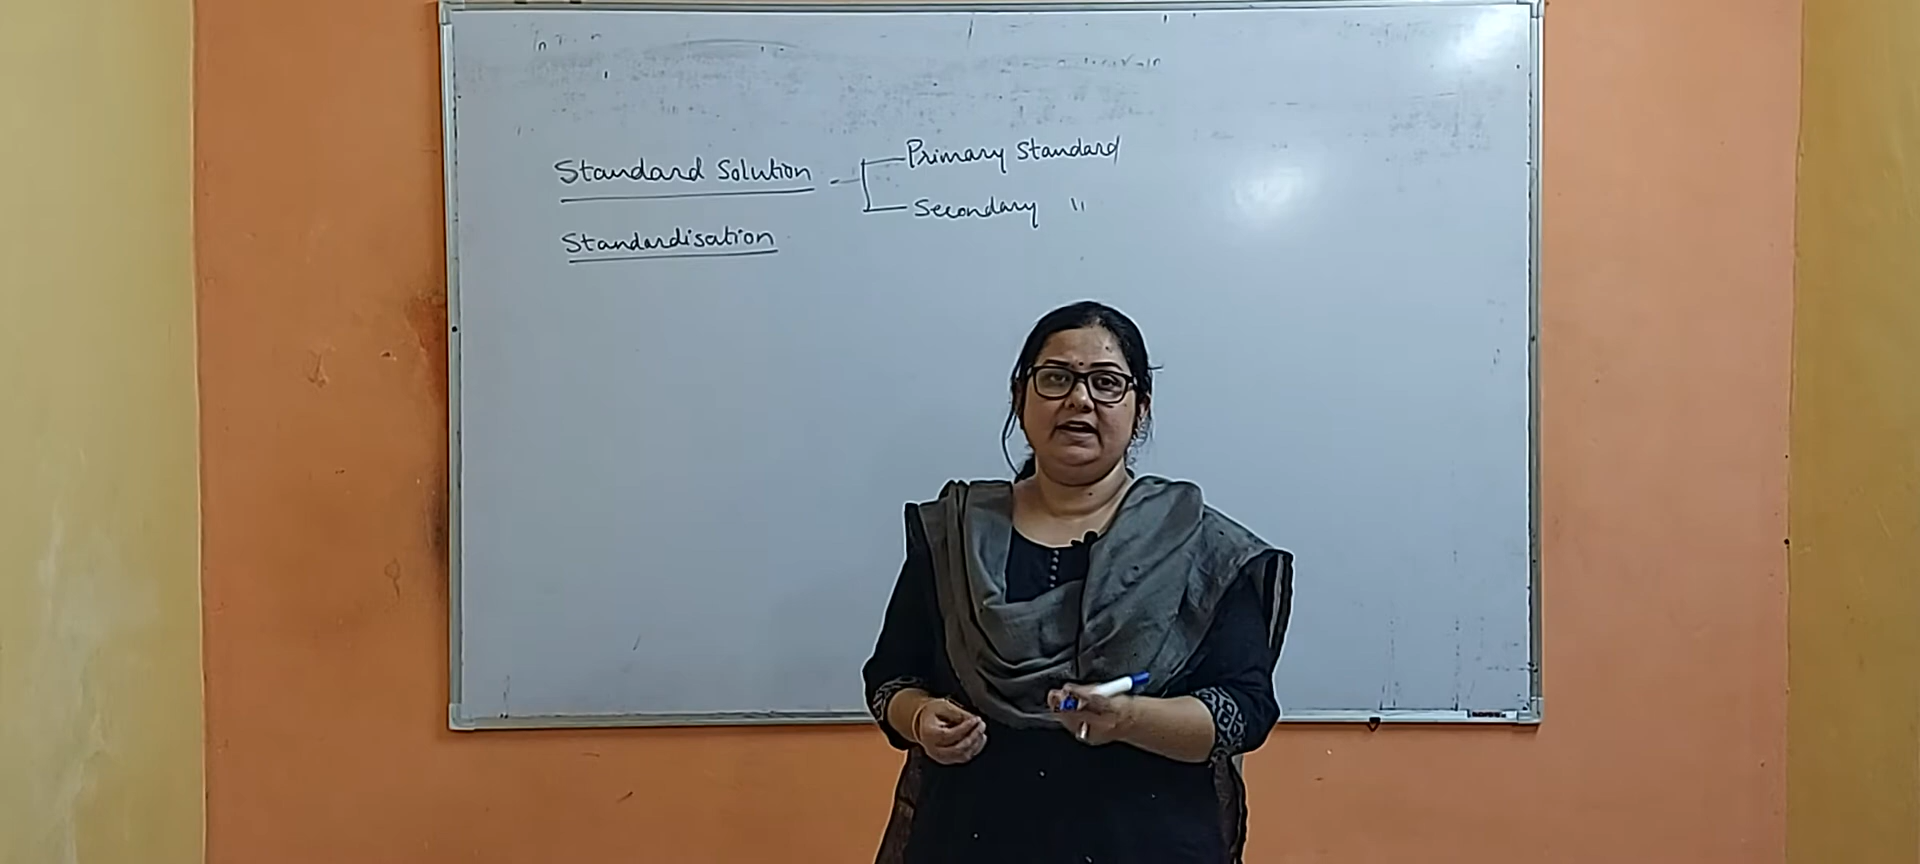 Standard Solution
Primary Standard
Secondary "
Standardisation